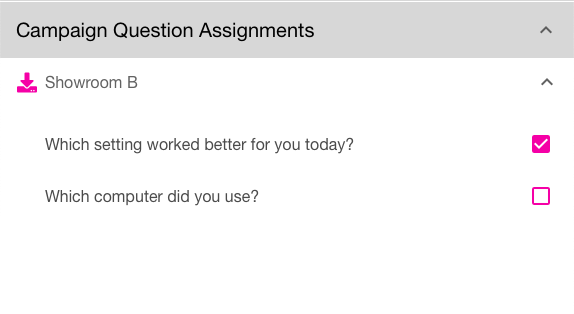 Campaign Question Assignments
Showroom B
Which setting worked better for you today?
Which computer did you use?